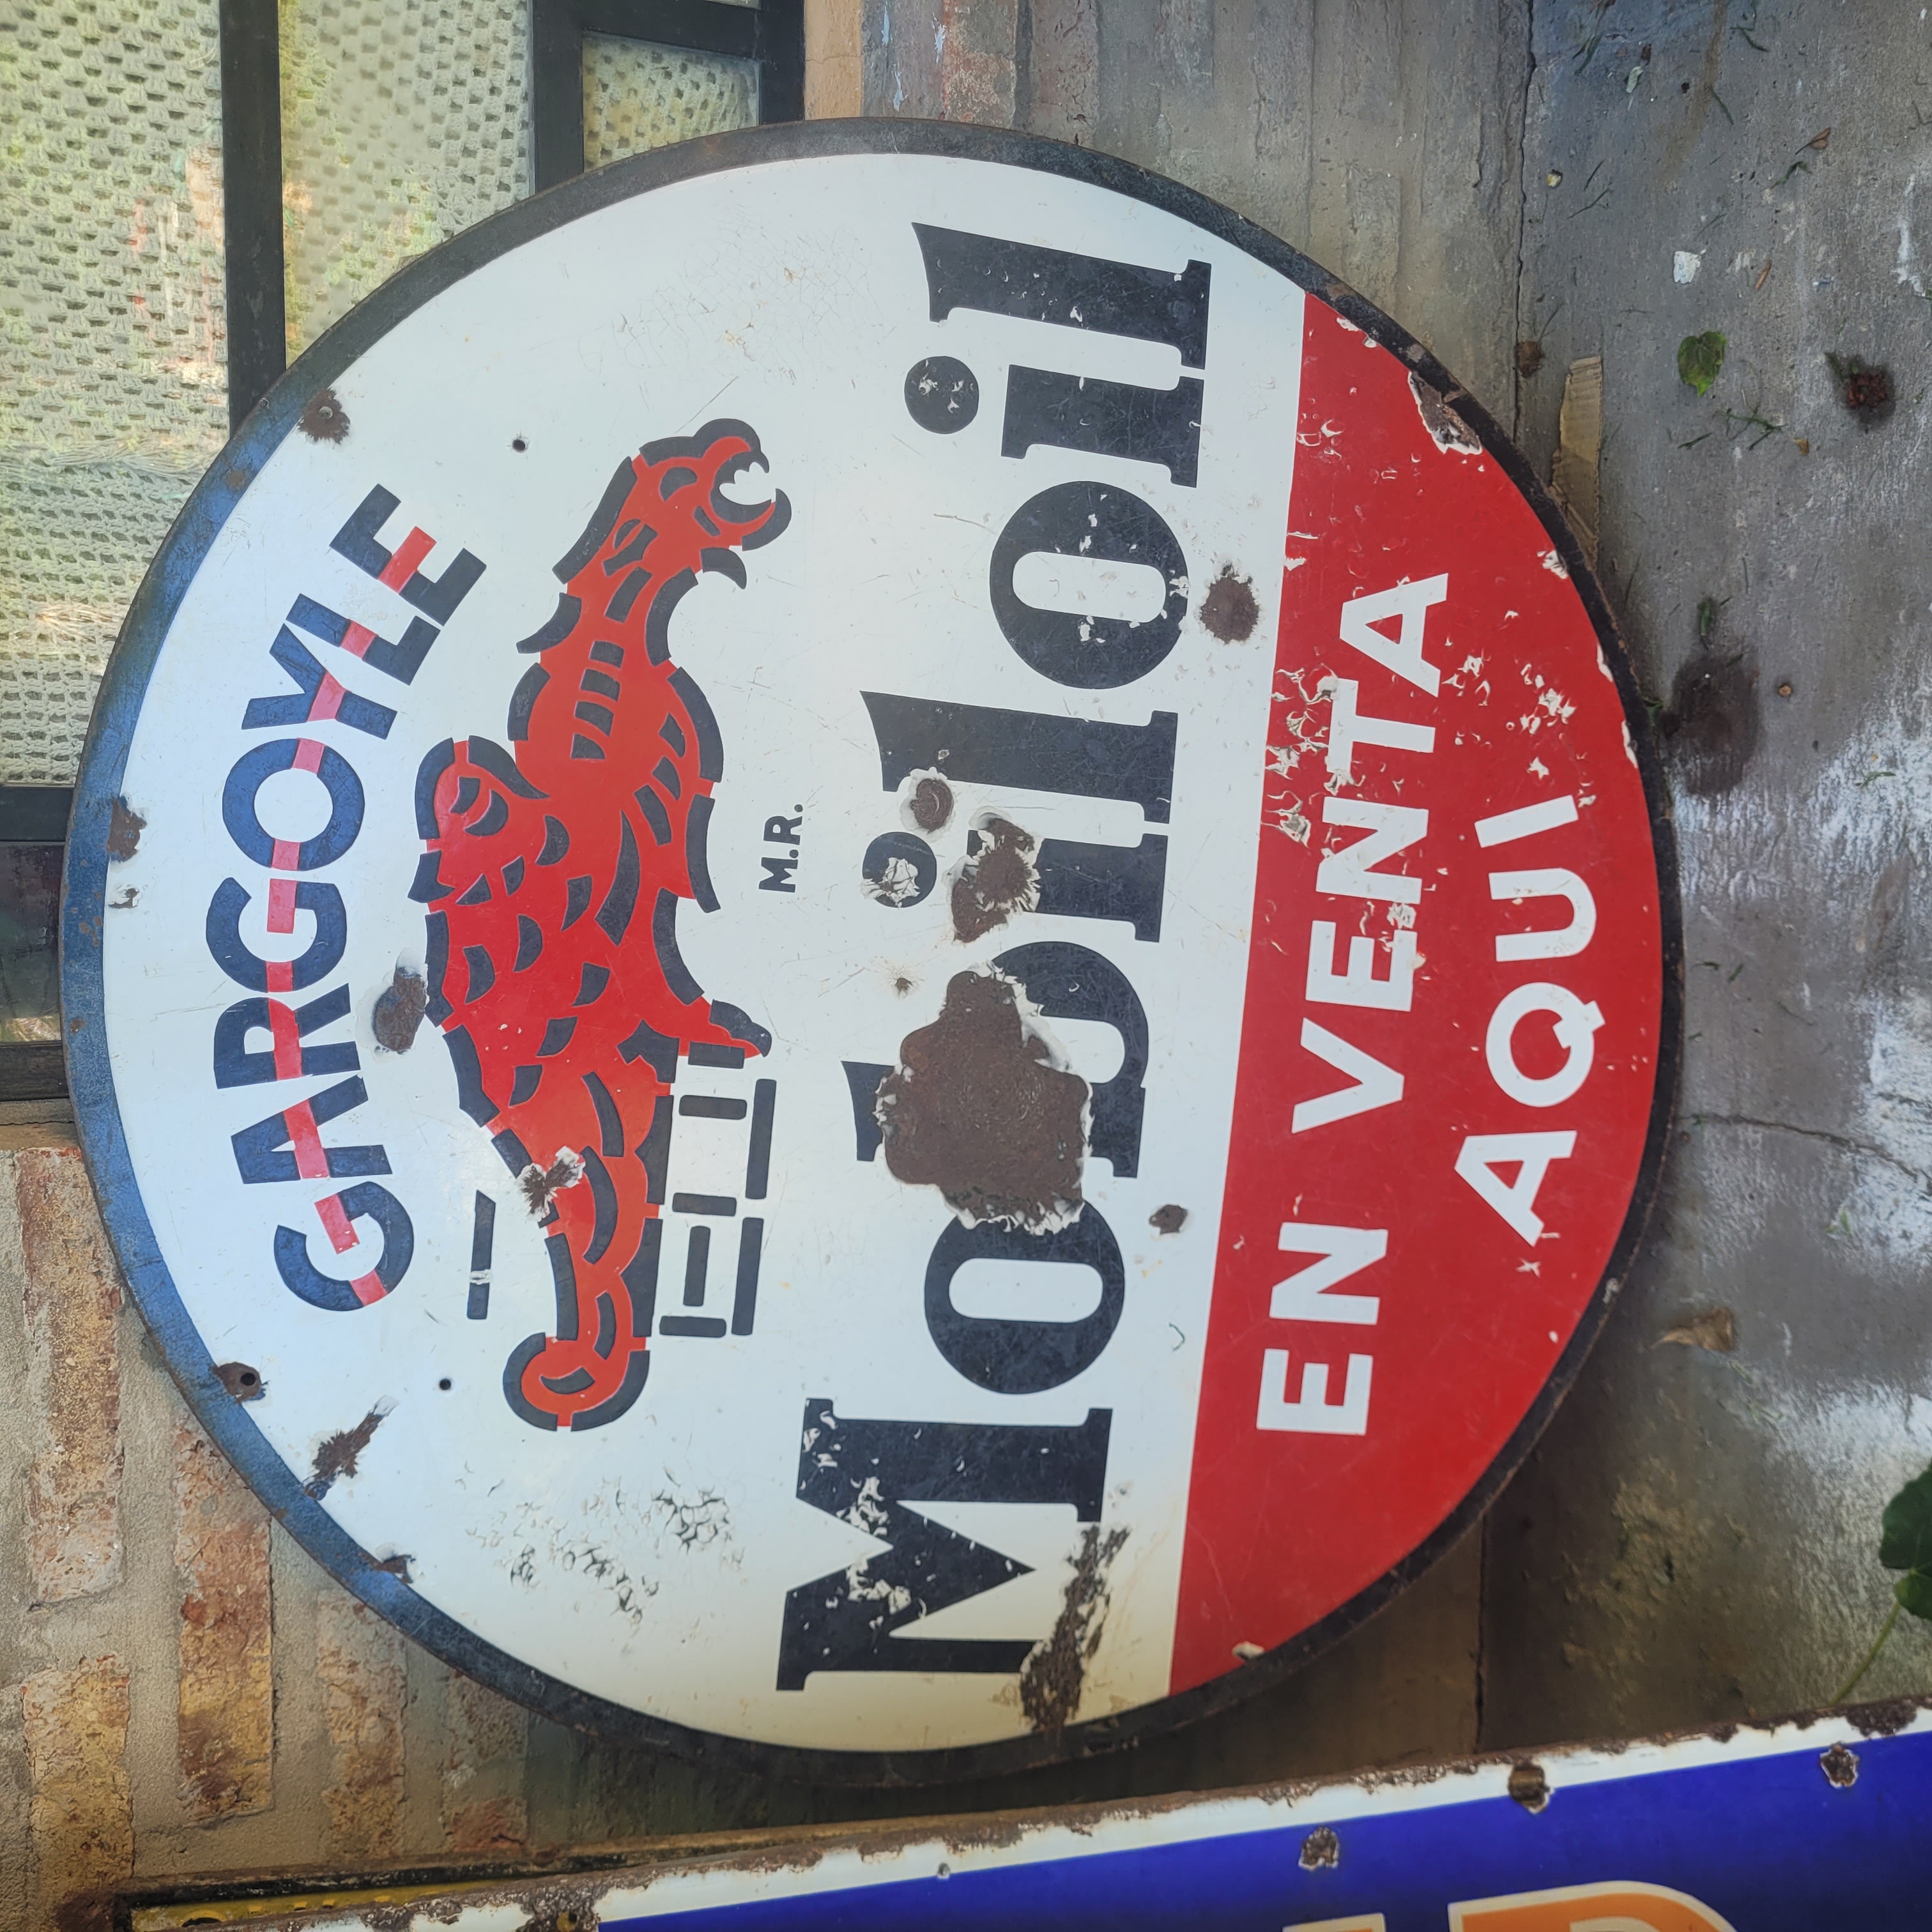 GARGOYLE
M.R.
Mobiloil
EN VENTA
AQUI